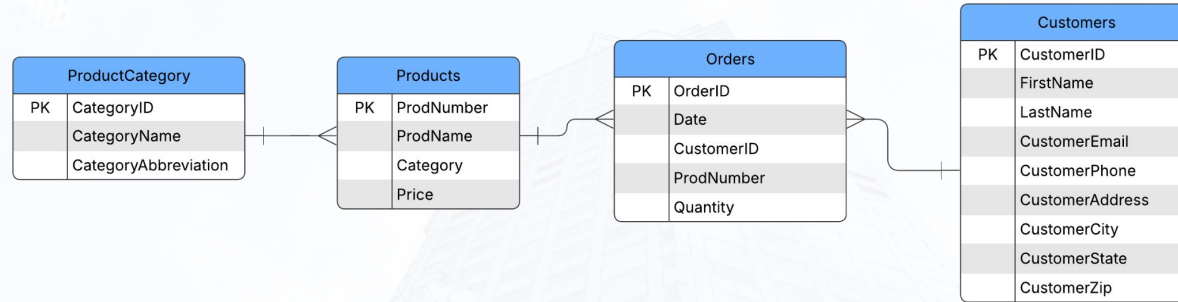 ProductCategory
PK CategoryID
CategoryName
CategoryAbbreviation
Products
PK ProdNumber
ProdName
Category
Price
Orders
PK OrderID
Date
CustomerID
ProdNumber
Quantity
Customers
PK CustomerID
FirstName
LastName
CustomerEmail
CustomerPhone
CustomerAddress
CustomerCity
CustomerState
CustomerZip